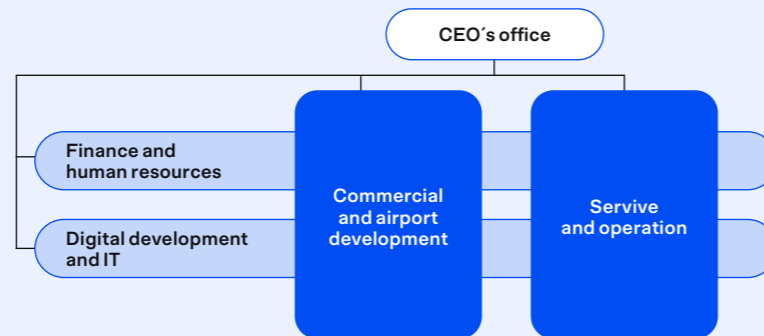 CEO´s office
Finance and
human resources
Commercial
and airport
development
Servive
and operation
Digital development
and IT